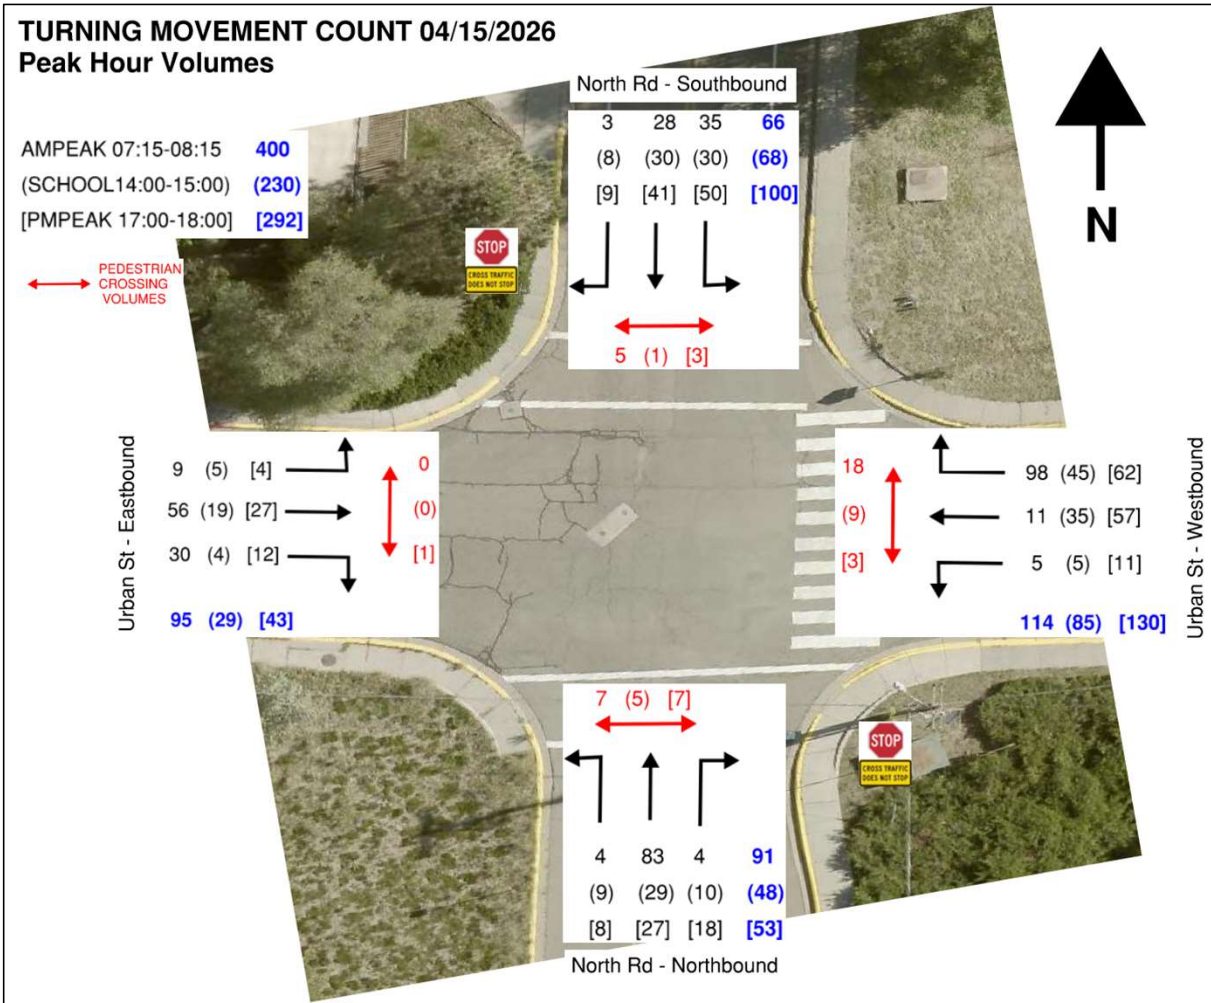 TURNING MOVEMENT COUNT 04/15/2026
Peak Hour Volumes
AMPEAK 07:15-08:15 400
(SCHOOL14:00-15:00) (230)
[PMPEAK 17:00-18:00] [292]
PEDESTRIAN
CROSSING
VOLUMES
North Rd - Southbound
3 28 35 66
(8) (30) (30) (68)
[9] [41] [50] [100]
5 (1) [3]
N
STOP
CROSS TRAFFIC
DOES NOT STOP
Urban St - Eastbound
9 (5) [4]
56 (19) [27]
30 (4) [12]
95 (29) [43]
0
(0)
[1]
18
(9)
[3]
98 (45) [62]
11 (35) [57]
5 (5) [11]
114 (85) [130]
Urban St - Westbound
7 (5) [7]
4 83 4 91
(9) (29) (10) (48)
[8] [27] [18] [53]
North Rd - Northbound
STOP
CROSS TRAFFIC
DOES NOT STOP